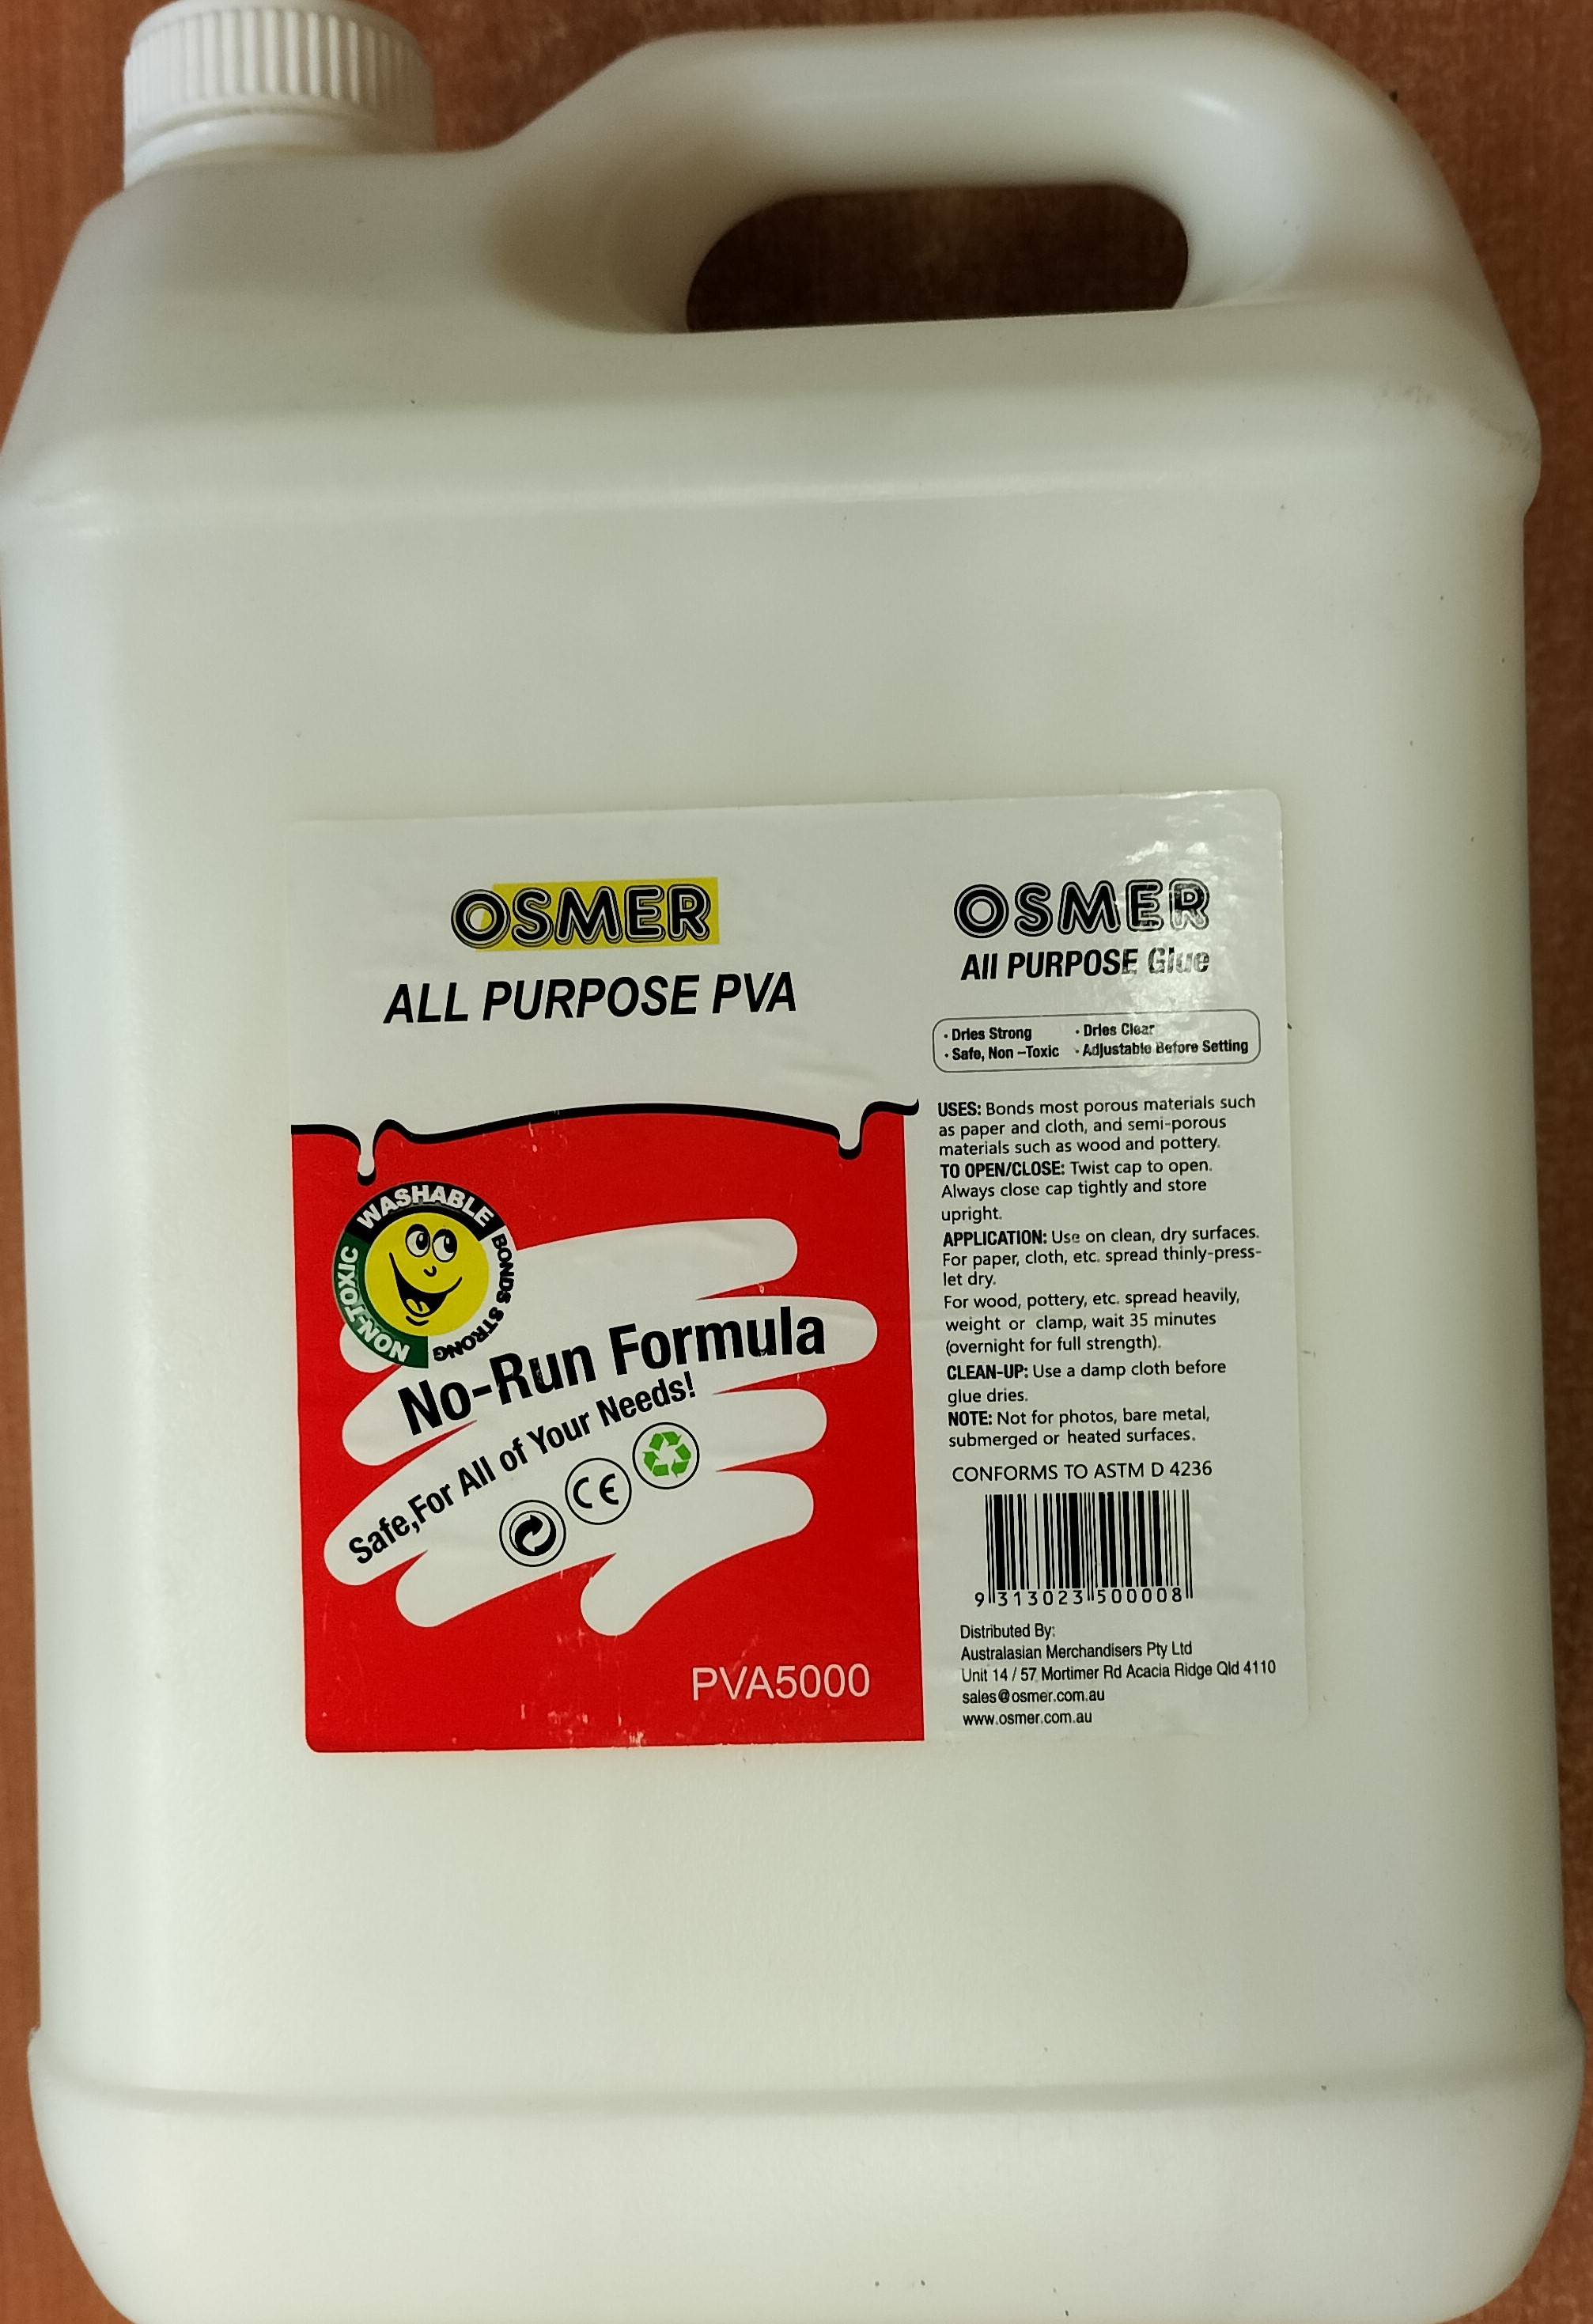 OSMER
ALL PURPOSE PVA
WASHABLE
NON-TOXIC
BONDS STRONG
No-Run Formula
Safe,For All of Your Needs!
CE
PVA5000
OSMER
All PURPOSE Glue
· Dries Strong · Dries Clear
· Safe, Non –Toxic · Adjustable Before Setting
USES: Bonds most porous materials such
as paper and cloth, and semi-porous
materials such as wood and pottery.
TO OPEN/CLOSE: Twist cap to open.
Always close cap tightly and store
upright.
APPLICATION: Use on clean, dry surfaces.
For paper, cloth, etc. spread thinly-press-
let dry.
For wood, pottery, etc. spread heavily,
weight or clamp, wait 35 minutes
(overnight for full strength).
CLEAN-UP: Use a damp cloth before
glue dries.
NOTE: Not for photos, bare metal,
submerged or heated surfaces.
CONFORMS TO ASTM D 4236
9 313023 500008
Distributed By:
Australasian Merchandisers Pty Ltd
Unit 14 / 57 Mortimer Rd Acacia Ridge Qld 4110
sales@osmer.com.au
www.osmer.com.au